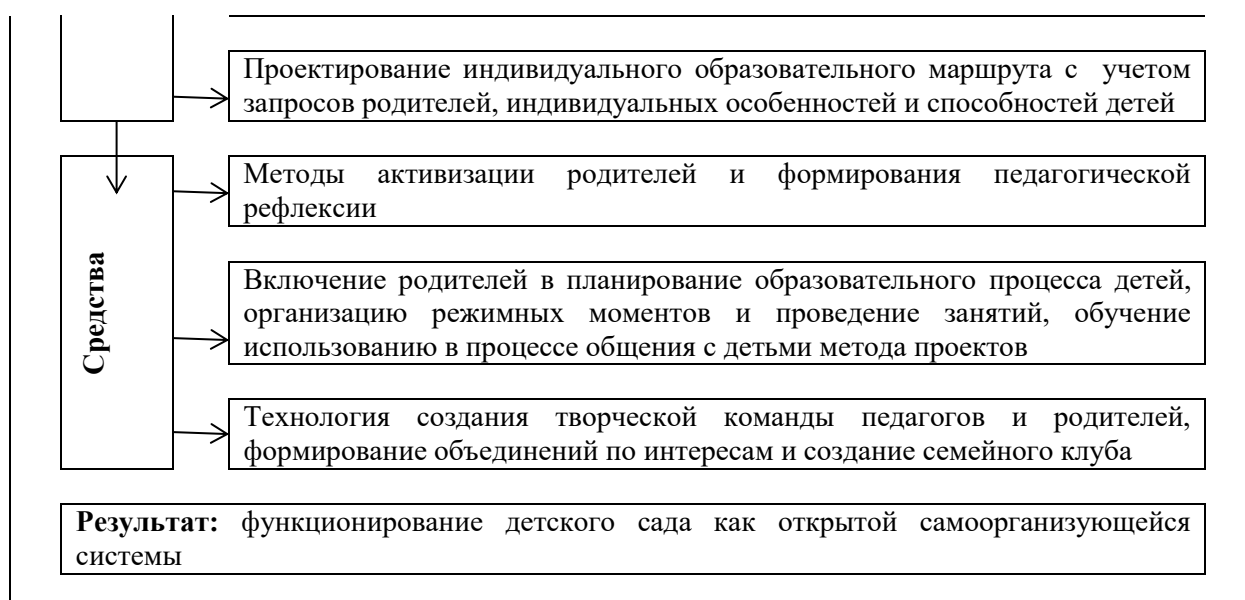 Проектирование индивидуального образовательного маршрута с учетом
запросов родителей, индивидуальных особенностей и способностей детей
Средства
Методы активизации родителей и формирования педагогической
рефлексии
Включение родителей в планирование образовательного процесса детей,
организацию режимных моментов и проведение занятий, обучение
использованию в процессе общения с детьми метода проектов
Технология создания творческой команды педагогов и родителей,
формирование объединений по интересам и создание семейного клуба
Результат: функционирование детского сада как открытой самоорганизующейся
системы